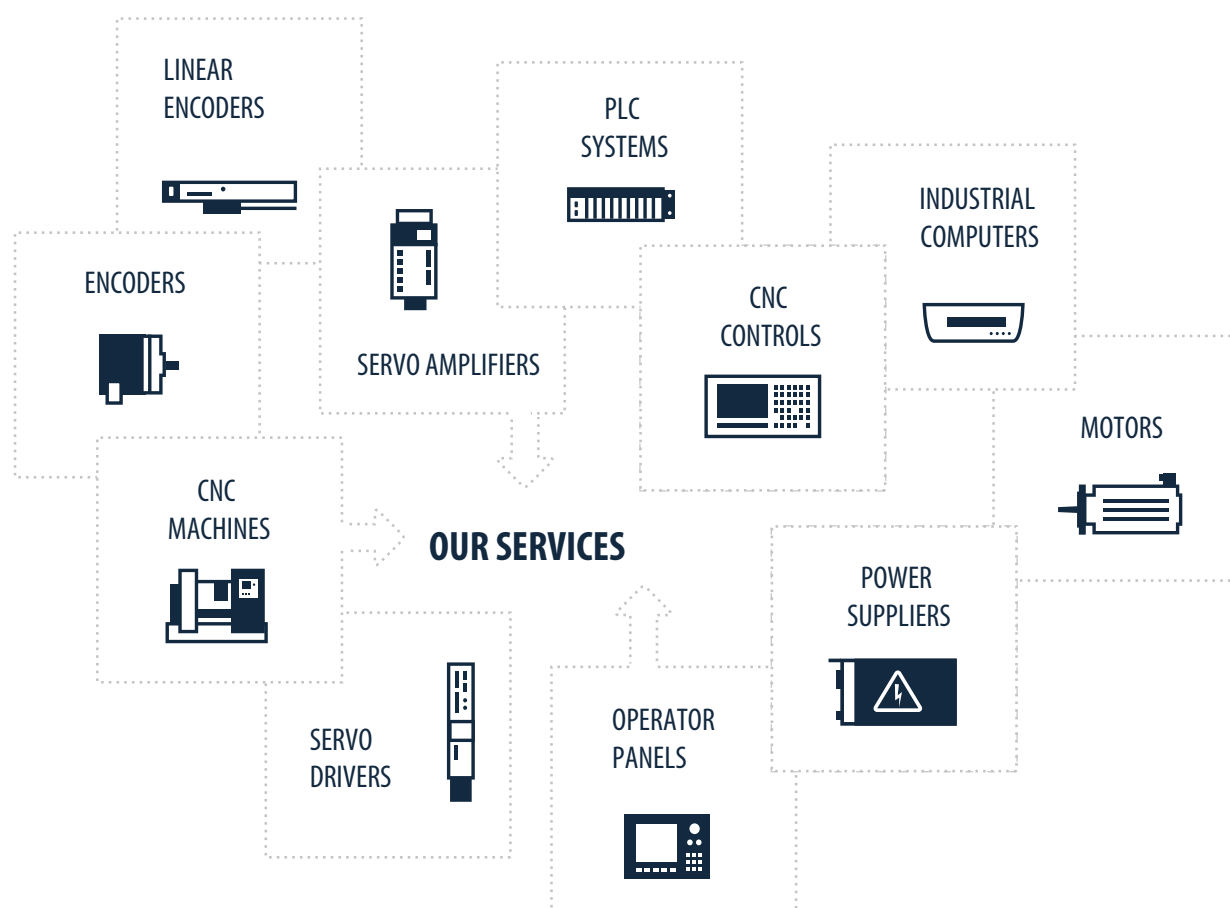 LINEAR
ENCODERS
PLC
SYSTEMS
INDUSTRIAL
COMPUTERS
ENCODERS
CNC
CONTROLS
SERVO AMPLIFIERS
MOTORS
CNC
MACHINES
OUR SERVICES
POWER
SUPPLIERS
SERVO
DRIVERS
OPERATOR
PANELS